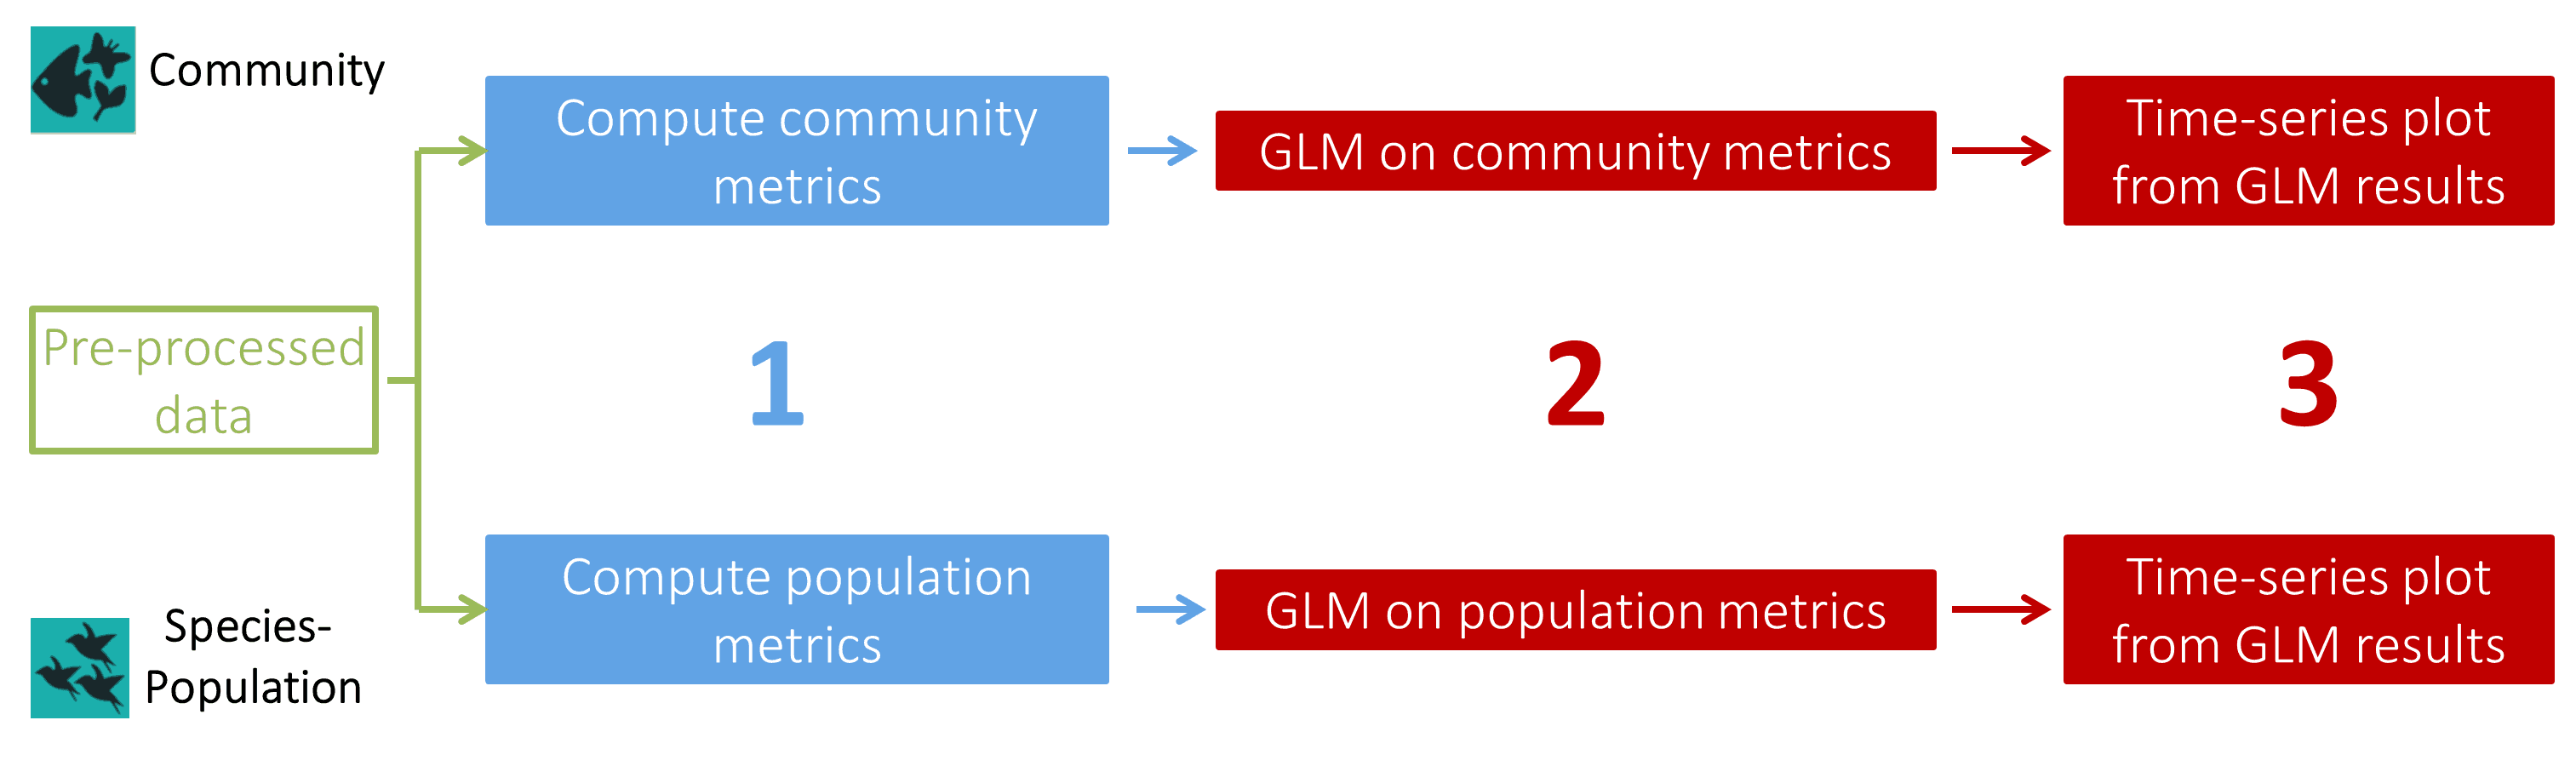 Community
Compute community
metrics
GLM on community metrics
Time-series plot
from GLM results
Pre-processed
data
1
2
3
Species-
Population
Compute population
metrics
GLM on population metrics
Time-series plot
from GLM results